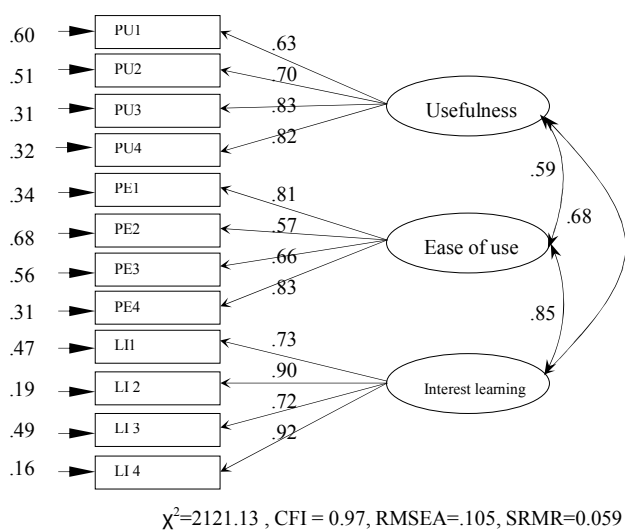 .60 PU1 .63
.51 PU2 .70
.31 PU3 .83 Usefulness
.32 PU4 .82
.34 PE1 .81 .59
.68 PE2 .57 .68
.56 PE3 .66 Ease of use
.31 PE4 .83
.47 LI1 .73 .85
.19 LI 2 .90 Interest learning
.49 LI 3 .72
.16 LI 4 .92
χ²=2121.13 , CFI = 0.97, RMSEA=.105, SRMR=0.059